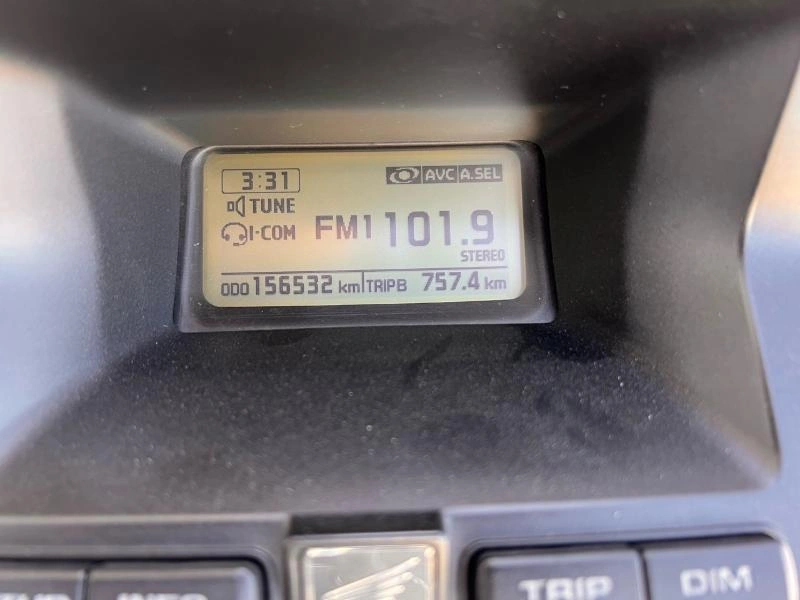 3:31 AVC A.SEL
TUNE
I-COM FM1 101.9
STEREO
ODO 156532 km TRIP B 757.4 km
INFO TRIP DIM